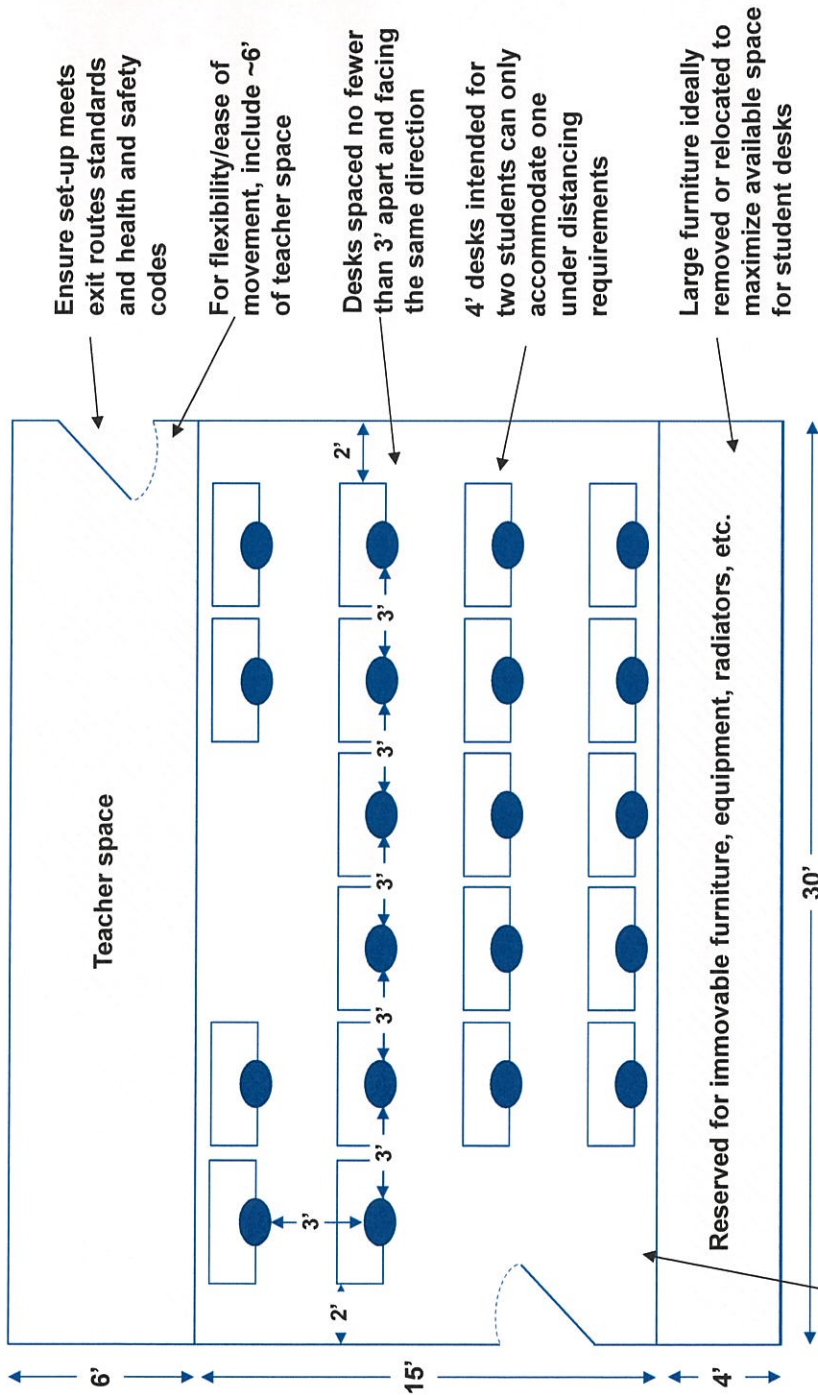 Ensure set-up meets
exit routes standards
and health and safety
codes
For flexibility/ease of
movement, include ~6'
of teacher space
Desks spaced no fewer
than 3' apart and facing
the same direction
4' desks intended for
two students can only
accommodate one
under distancing
requirements
Large furniture ideally
removed or relocated to
maximize available space
for student desks
6'
Teacher space
15'
2'
3'
2'
3'
3'
3'
3'
3'
4'
Reserved for immovable furniture, equipment, radiators, etc.
30'